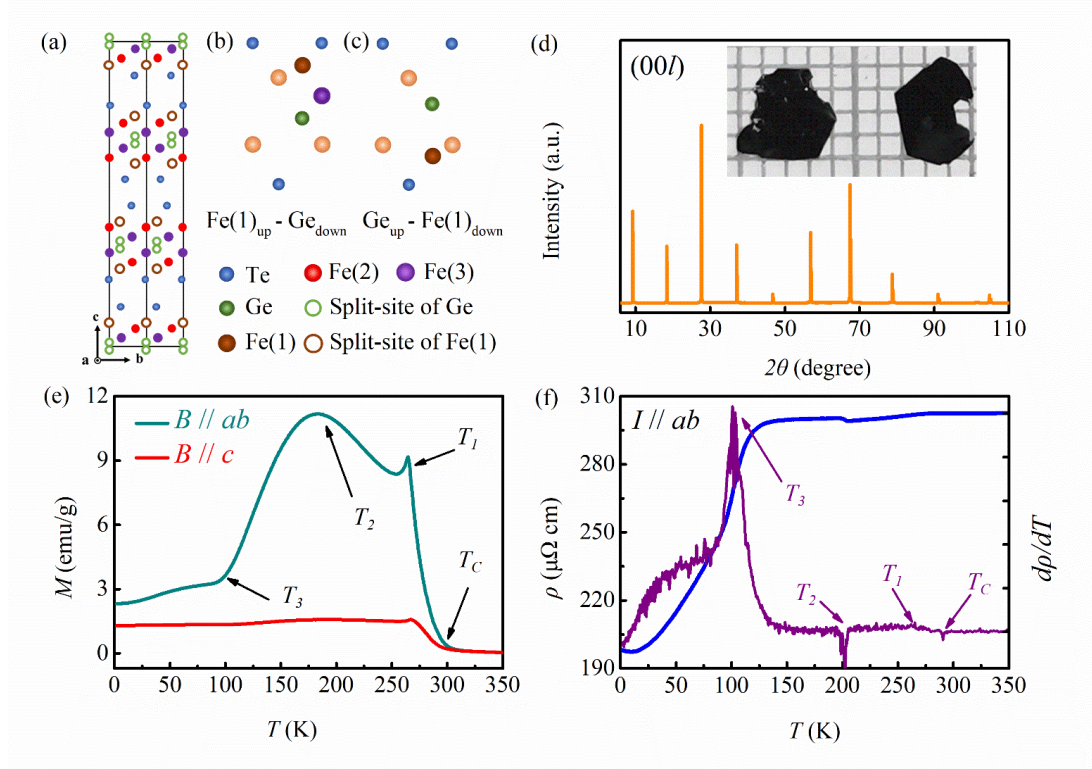 (a)
c
a
b
(b)
(c)
Fe(1)up - Gedown
Geup - Fe(1)down
Te
Fe(2)
Fe(3)
Ge
Split-site of Ge
Fe(1)
Split-site of Fe(1)
(d)
(00l)
Intensity (a.u.)
10 30 50 70 90 110
2θ (degree)
(e)
12
9
6
3
0
M (emu/g)
B // ab
B // c
T1
T2
TC
T3
0 50 100 150 200 250 300 350
T (K)
(f)
310
280
250
220
190
ρ (μΩ cm)
I // ab
T3
T2
T1
TC
dρ/dT
0 50 100 150 200 250 300 350
T (K)